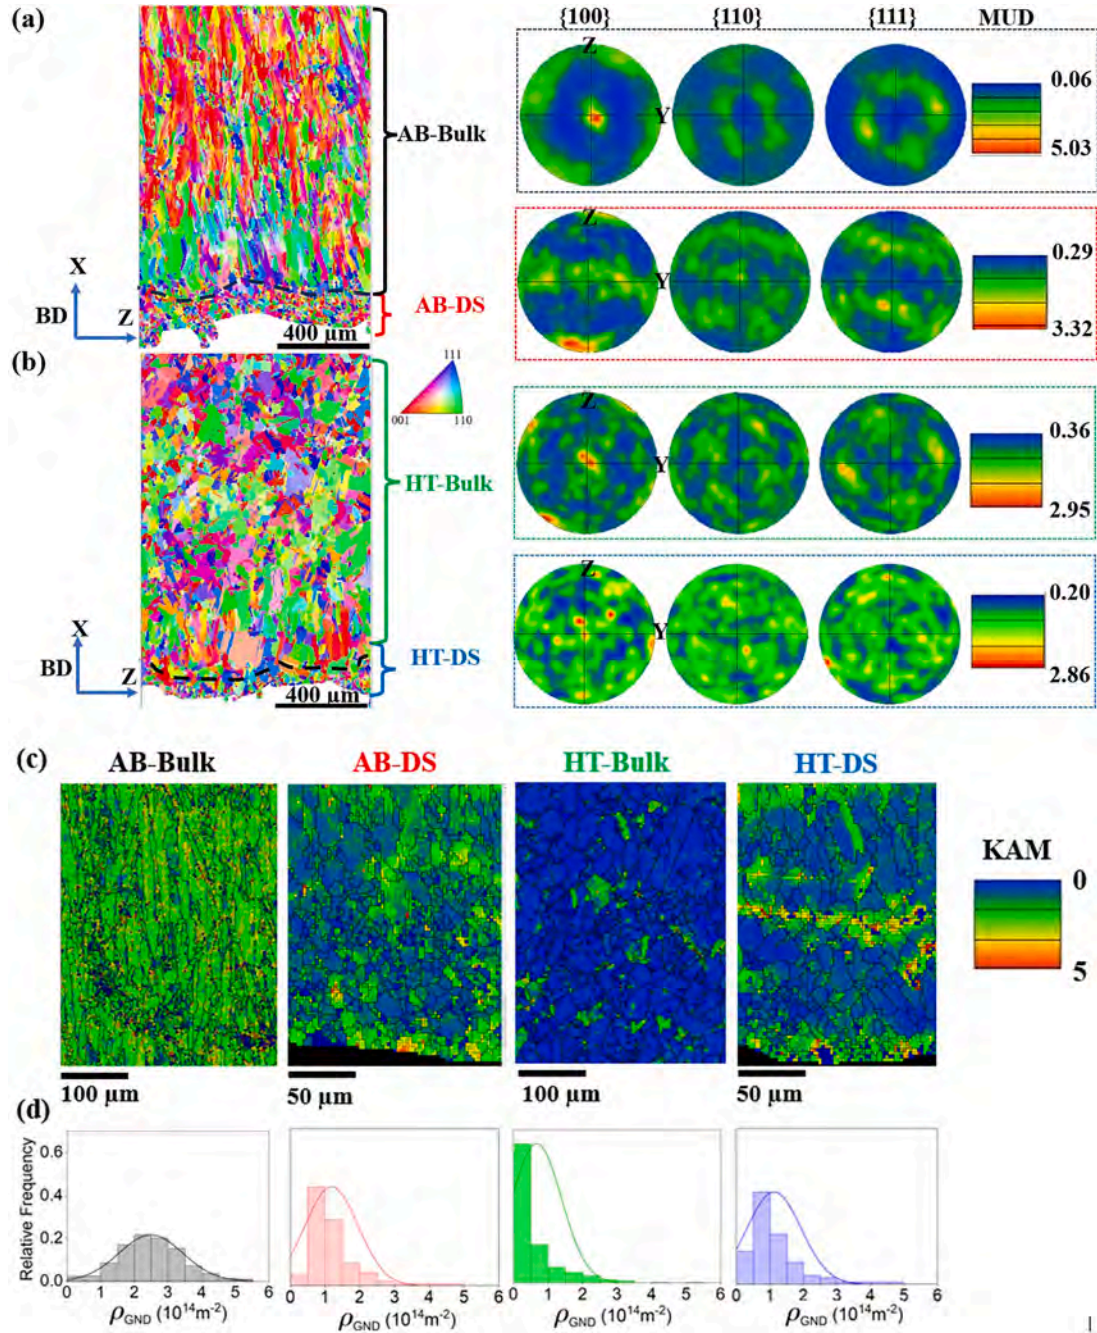 (a)
{100} {110} {111} MUD
Z
Y
0.06
5.03
AB-Bulk
X
BD
Z
AB-DS
400 µm
Z
Y
0.29
3.32
(b)
111
001
110
HT-Bulk
X
BD
Z
HT-DS
400 µm
Z
Y
0.36
2.95
Z
Y
0.20
2.86
(c)
AB-Bulk AB-DS HT-Bulk HT-DS
KAM
0
5
100 µm
50 µm
100 µm
50 µm
(d)
Relative Frequency
0.6
0.4
0.2
0.0
0 1 2 3 4 5 6
0 1 2 3 4 5 6
0 1 2 3 4 5 6
0 1 2 3 4 5 6
ρGND (10¹⁴m⁻²)
ρGND (10¹⁴m⁻²)
ρGND (10¹⁴m⁻²)
ρGND (10¹⁴m⁻²)